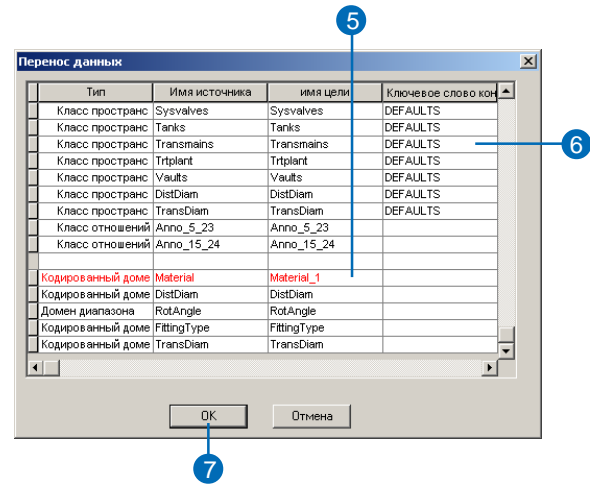 5
Перенос данных
Тип Имя источника имя цели Ключевое слово кон
Класс пространс Sysvalves Sysvalves DEFAULTS
Класс пространс Tanks Tanks DEFAULTS
Класс пространс Transmains Transmains DEFAULTS
6
Класс пространс Trtplant Trtplant DEFAULTS
Класс пространс Vaults Vaults DEFAULTS
Класс пространс DistDiam DistDiam DEFAULTS
Класс пространс TransDiam TransDiam DEFAULTS
Класс отношений Anno_5_23 Anno_5_23
Класс отношений Anno_15_24 Anno_15_24
Кодированный доме Material Material_1
Кодированный доме DistDiam DistDiam
Домен диапазона RotAngle RotAngle
Кодированный доме FittingType FittingType
Кодированный доме TransDiam TransDiam
OK Отмена
7